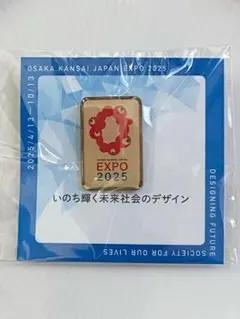 OSAKA KANSAI JAPAN EXPO 2025
2025/4/13—10/13
EXPO
2025
いのち輝く未来社会のデザイン
DESIGNING FUTURE
SOCIETY FOR OUR LIVES